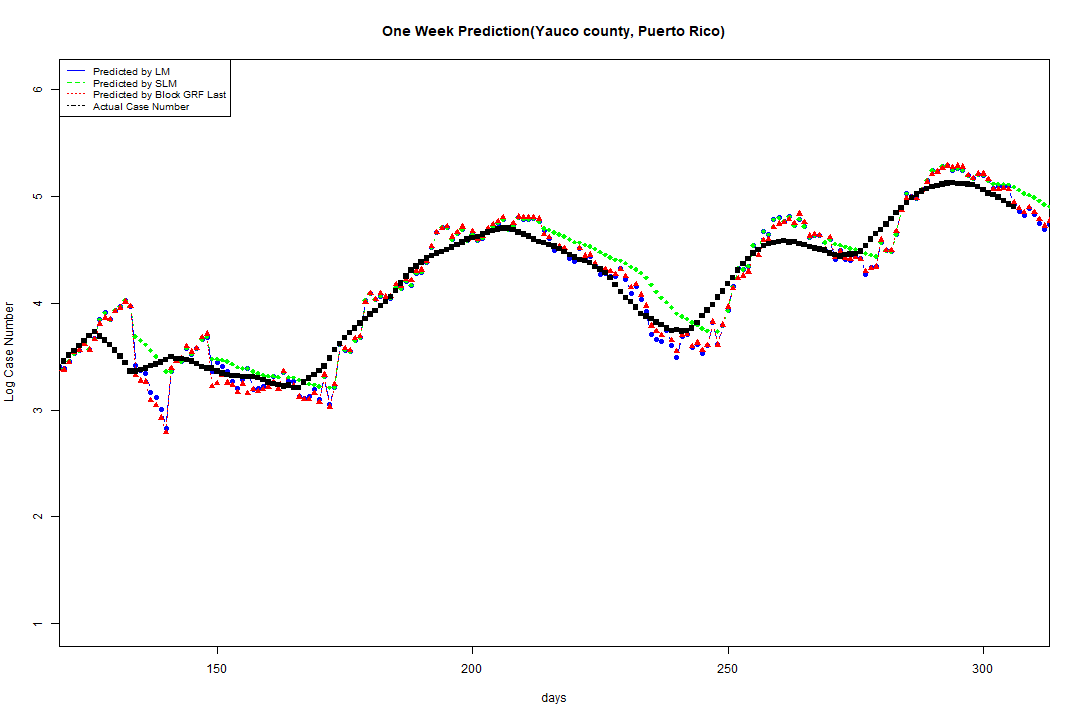 One Week Prediction(Yauco county, Puerto Rico)
Predicted by LM
Predicted by SLM
Predicted by Block GRF Last
Actual Case Number
6
5
4
3
2
1
Log Case Number
150 200 250 300
days